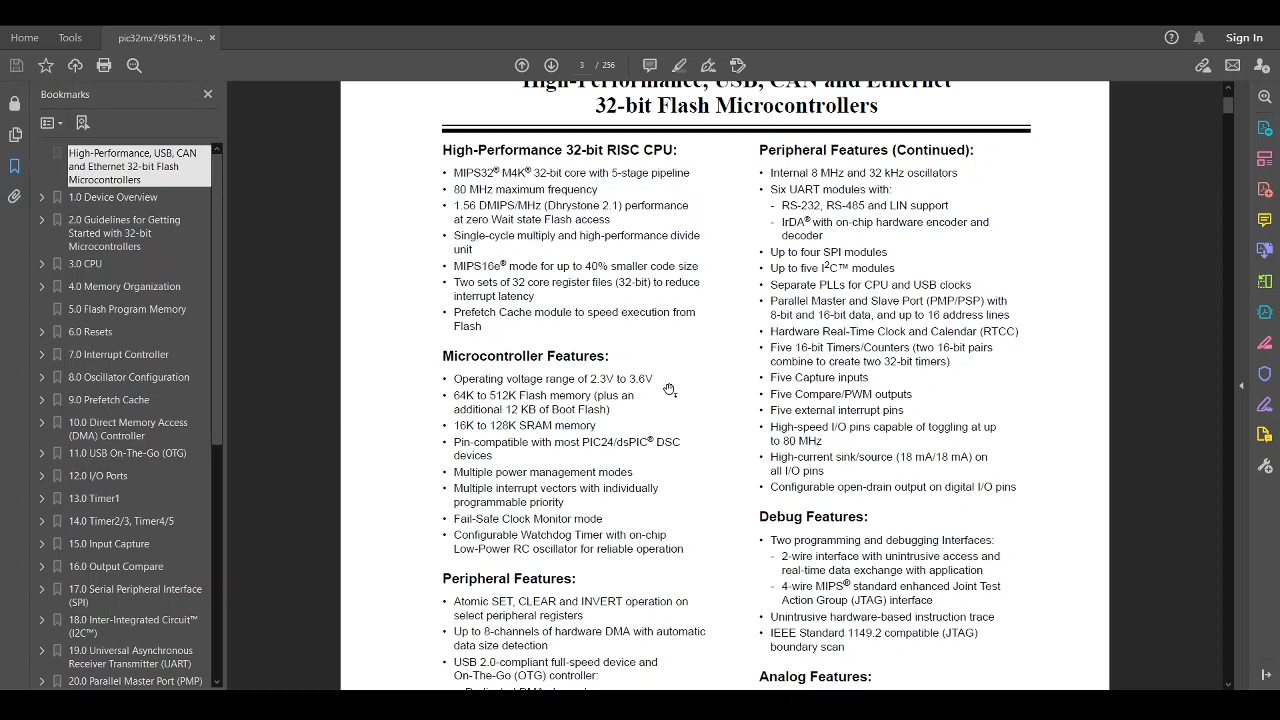 Home
Tools
pic32mx795f512h-...
Sign In
3 / 256
Bookmarks
High-Performance, USB, CAN
and Ethernet 32-bit Flash
Microcontrollers
1.0 Device Overview
2.0 Guidelines for Getting
Started with 32-bit
Microcontrollers
3.0 CPU
4.0 Memory Organization
5.0 Flash Program Memory
6.0 Resets
7.0 Interrupt Controller
8.0 Oscillator Configuration
9.0 Prefetch Cache
10.0 Direct Memory Access
(DMA) Controller
11.0 USB On-The-Go (OTG)
12.0 I/O Ports
13.0 Timer1
14.0 Timer2/3, Timer4/5
15.0 Input Capture
16.0 Output Compare
17.0 Serial Peripheral Interface
(SPI)
18.0 Inter-Integrated Circuit™
(I2C™)
19.0 Universal Asynchronous
Receiver Transmitter (UART)
20.0 Parallel Master Port (PMP)
High-Performance, USB, CAN and Ethernet
32-bit Flash Microcontrollers
High-Performance 32-bit RISC CPU:
• MIPS32® M4K® 32-bit core with 5-stage pipeline
• 80 MHz maximum frequency
• 1.56 DMIPS/MHz (Dhrystone 2.1) performance
at zero Wait state Flash access
• Single-cycle multiply and high-performance divide
unit
• MIPS16e® mode for up to 40% smaller code size
• Two sets of 32 core register files (32-bit) to reduce
interrupt latency
• Prefetch Cache module to speed execution from
Flash
Microcontroller Features:
• Operating voltage range of 2.3V to 3.6V
• 64K to 512K Flash memory (plus an
additional 12 KB of Boot Flash)
• 16K to 128K SRAM memory
• Pin-compatible with most PIC24/dsPIC® DSC
devices
• Multiple power management modes
• Multiple interrupt vectors with individually
programmable priority
• Fail-Safe Clock Monitor mode
• Configurable Watchdog Timer with on-chip
Low-Power RC oscillator for reliable operation
Peripheral Features:
• Atomic SET, CLEAR and INVERT operation on
select peripheral registers
• Up to 8-channels of hardware DMA with automatic
data size detection
• USB 2.0-compliant full-speed device and
On-The-Go (OTG) controller:
Peripheral Features (Continued):
• Internal 8 MHz and 32 kHz oscillators
• Six UART modules with:
- RS-232, RS-485 and LIN support
- IrDA® with on-chip hardware encoder and
decoder
• Up to four SPI modules
• Up to five I2C™ modules
• Separate PLLs for CPU and USB clocks
• Parallel Master and Slave Port (PMP/PSP) with
8-bit and 16-bit data, and up to 16 address lines
• Hardware Real-Time Clock and Calendar (RTCC)
• Five 16-bit Timers/Counters (two 16-bit pairs
combine to create two 32-bit timers)
• Five Capture inputs
• Five Compare/PWM outputs
• Five external interrupt pins
• High-speed I/O pins capable of toggling at up
to 80 MHz
• High-current sink/source (18 mA/18 mA) on
all I/O pins
• Configurable open-drain output on digital I/O pins
Debug Features:
• Two programming and debugging Interfaces:
- 2-wire interface with unintrusive access and
real-time data exchange with application
- 4-wire MIPS® standard enhanced Joint Test
Action Group (JTAG) interface
• Unintrusive hardware-based instruction trace
• IEEE Standard 1149.2 compatible (JTAG)
boundary scan
Analog Features: